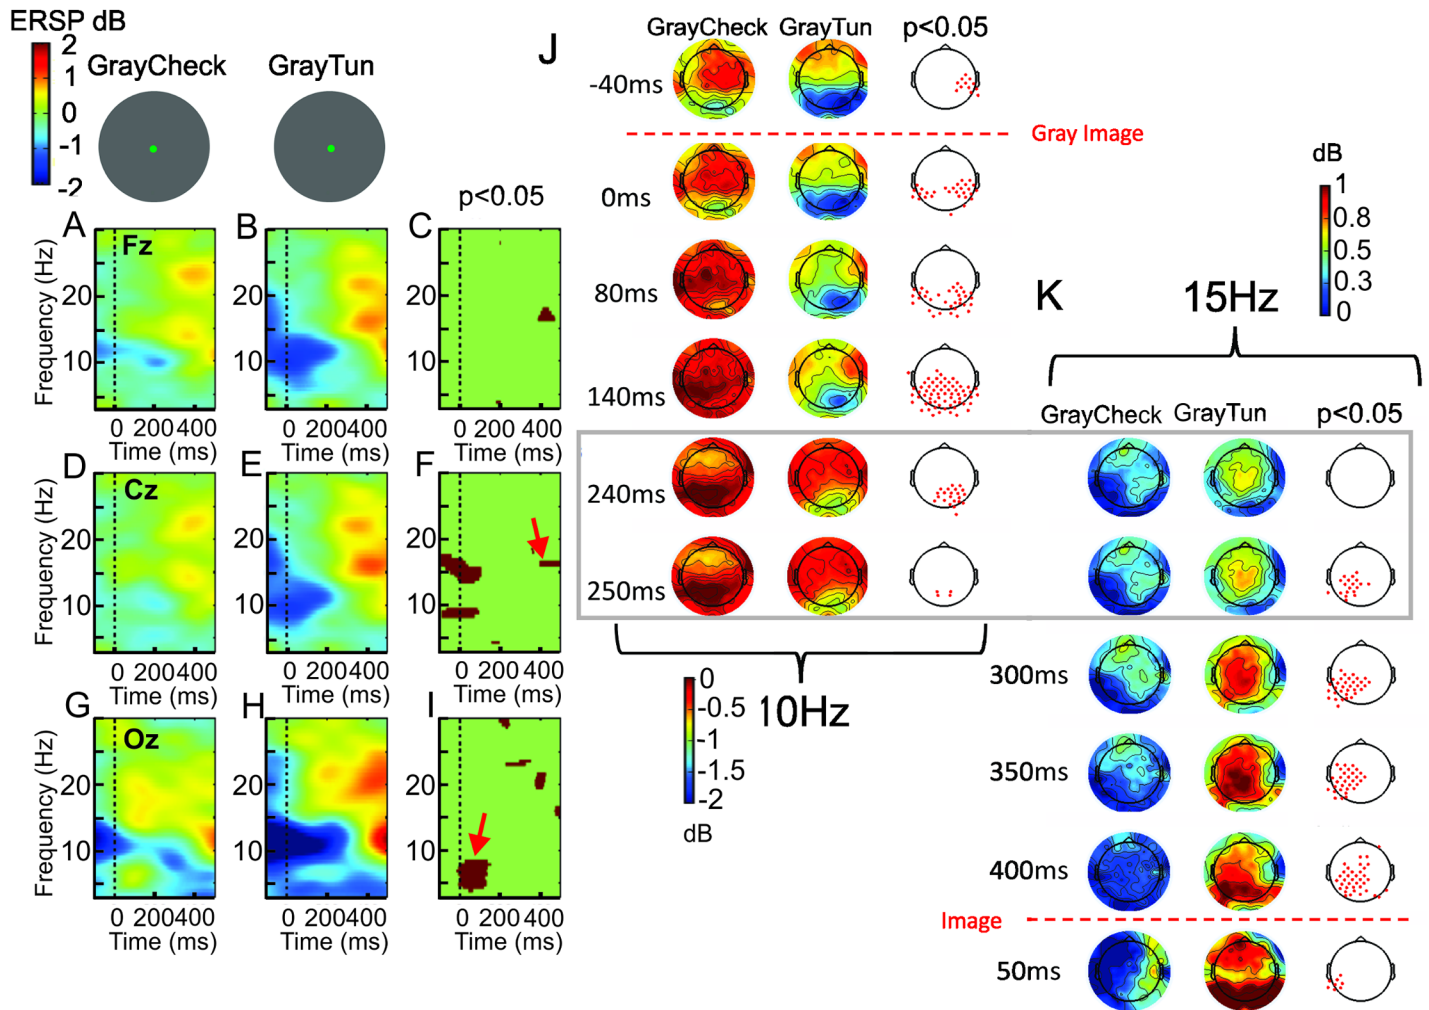 ERSP dB
2
1
0
-1
-2
GrayCheck
GrayTun
p<0.05
A
Fz
B
C
Frequency (Hz)
20
10
20
10
20
10
0 200400
0 200400
0 200 400
Time (ms)
Time (ms)
Time (ms)
D
Cz
E
F
Frequency (Hz)
20
10
20
10
20
10
0 200400
0 200400
0 200 400
Time (ms)
Time (ms)
Time (ms)
G
Oz
H
I
Frequency (Hz)
20
10
20
10
20
10
0 200400
0 200400
0 200 400
Time (ms)
Time (ms)
Time (ms)
J
GrayCheck
GrayTun
p<0.05
-40ms
Gray Image
0ms
80ms
140ms
240ms
250ms
10Hz
0
-0.5
-1
-1.5
-2
dB
dB
1
0.8
0.5
0.3
0
K
15Hz
GrayCheck
GrayTun
p<0.05
300ms
350ms
400ms
Image
50ms